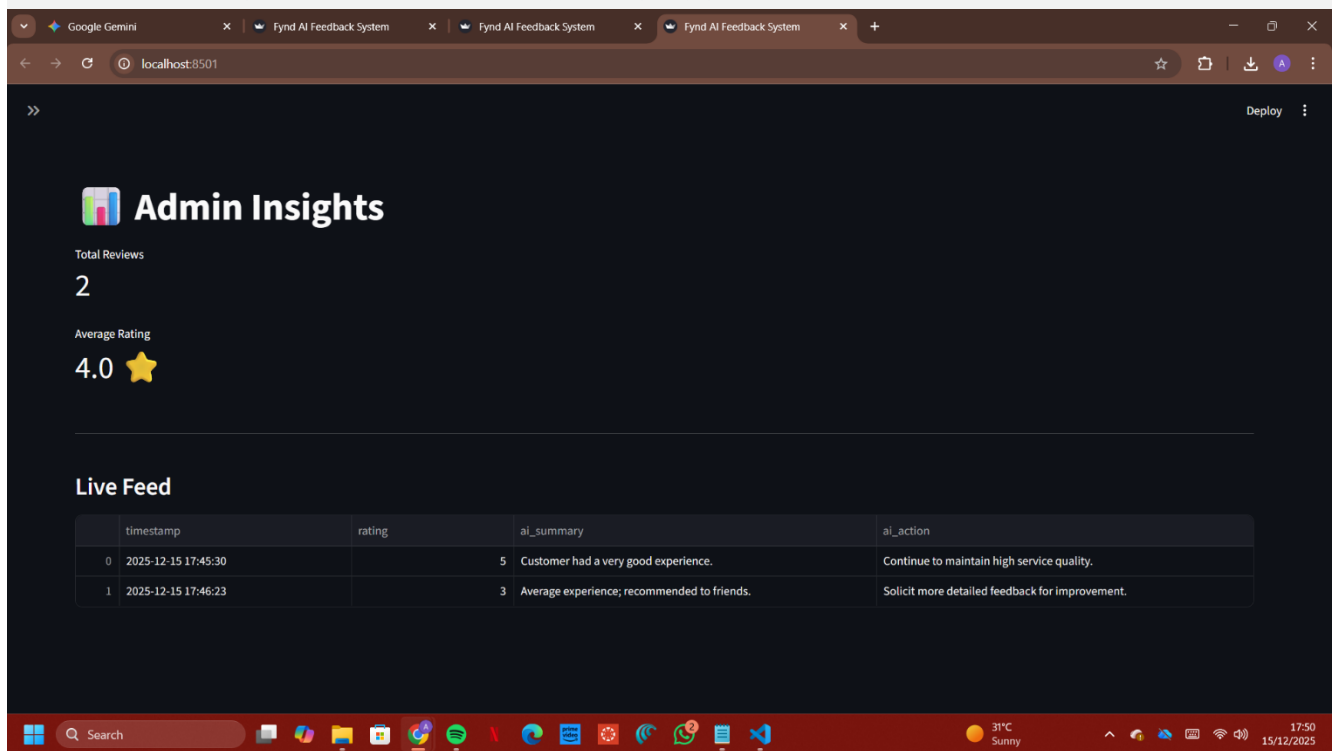 Google Gemini
Fynd AI Feedback System
Fynd AI Feedback System
Fynd AI Feedback System
localhost:8501
A
Deploy
Admin Insights
Total Reviews
2
Average Rating
4.0
Live Feed
timestamp rating ai_summary ai_action
0 2025-12-15 17:45:30 5 Customer had a very good experience. Continue to maintain high service quality.
1 2025-12-15 17:46:23 3 Average experience; recommended to friends. Solicit more detailed feedback for improvement.
Search
A
prime video
2
31°C
Sunny
17:50
15/12/2025